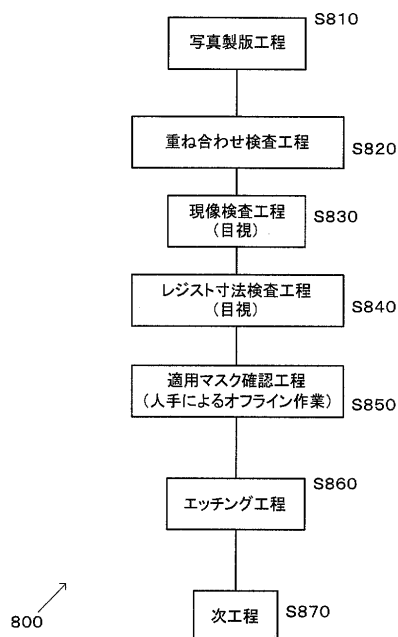 S810
写真製版工程
重ね合わせ検査工程
S820
現像検査工程
(目視)
S830
レジスト寸法検査工程
(目視)
S840
適用マスク確認工程
(人手によるオフライン作業)
S850
S860
エッチング工程
次工程
S870
800